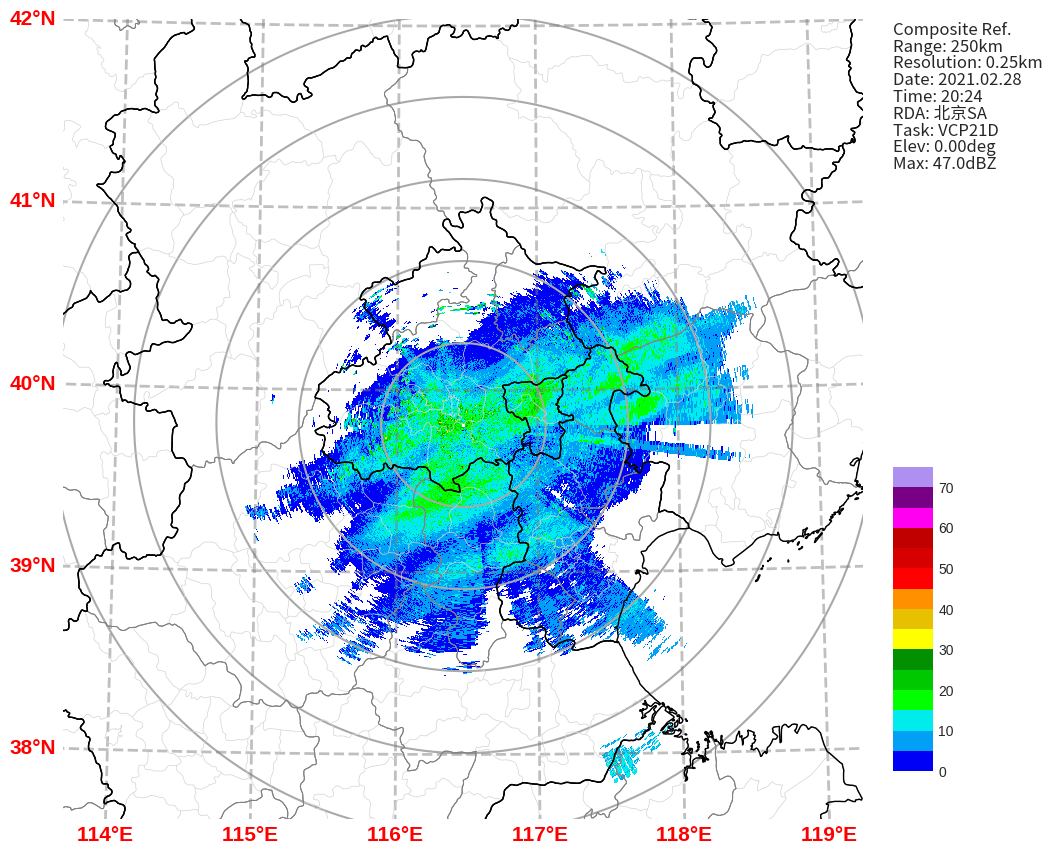 42°N
41°N
40°N
39°N
38°N
114°E 115°E 116°E 117°E 118°E 119°E
Composite Ref.
Range: 250km
Resolution: 0.25km
Date: 2021.02.28
Time: 20:24
RDA: 北京SA
Task: VCP21D
Elev: 0.00deg
Max: 47.0dBZ
70
60
50
40
30
20
10
0